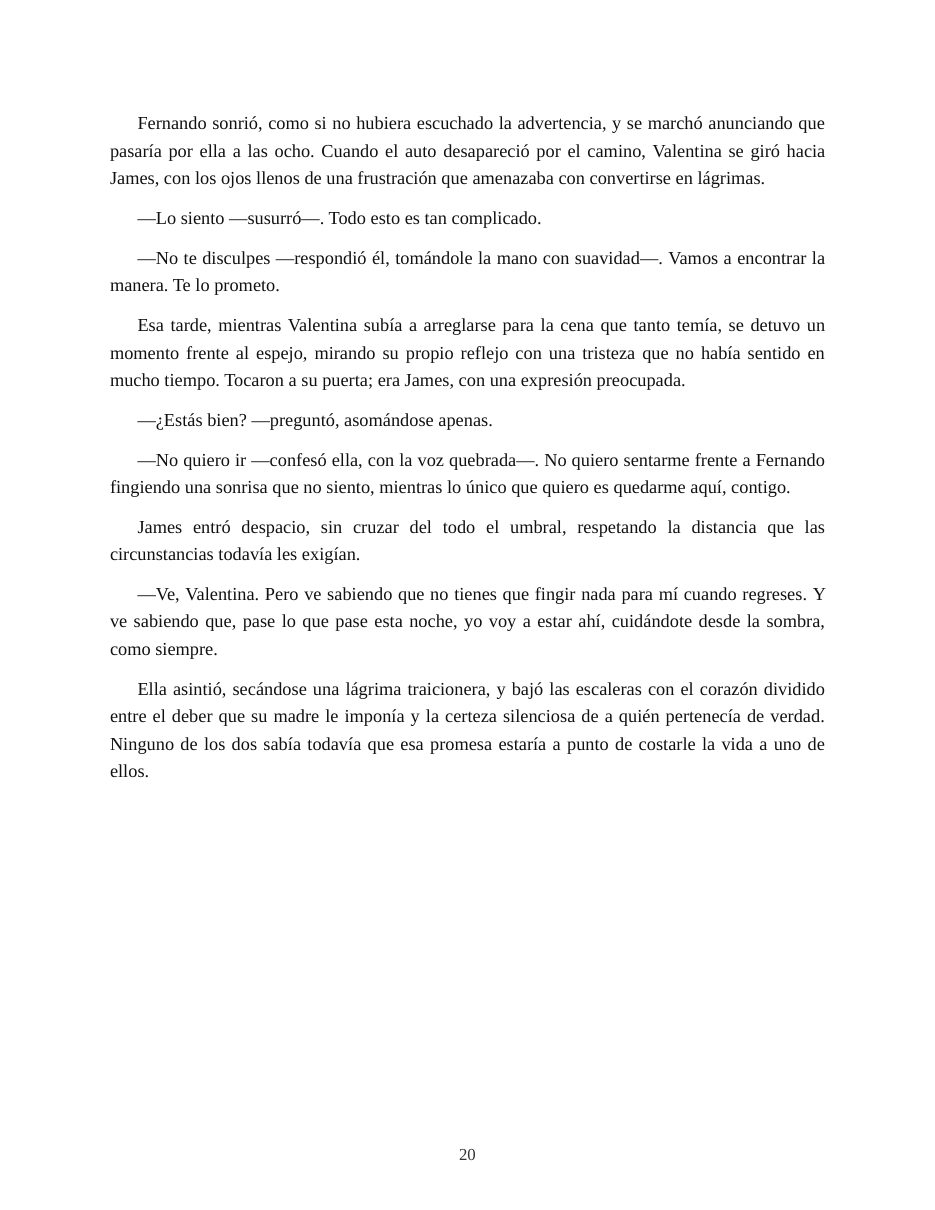 Fernando sonrió, como si no hubiera escuchado la advertencia, y se marchó anunciando que
pasaría por ella a las ocho. Cuando el auto desapareció por el camino, Valentina se giró hacia
James, con los ojos llenos de una frustración que amenazaba con convertirse en lágrimas.
—Lo siento —susurró—. Todo esto es tan complicado.
—No te disculpes —respondió él, tomándole la mano con suavidad—. Vamos a encontrar la
manera. Te lo prometo.
Esa tarde, mientras Valentina subía a arreglarse para la cena que tanto temía, se detuvo un
momento frente al espejo, mirando su propio reflejo con una tristeza que no había sentido en
mucho tiempo. Tocaron a su puerta; era James, con una expresión preocupada.
—¿Estás bien? —preguntó, asomándose apenas.
—No quiero ir —confesó ella, con la voz quebrada—. No quiero sentarme frente a Fernando
fingiendo una sonrisa que no siento, mientras lo único que quiero es quedarme aquí, contigo.
James entró despacio, sin cruzar del todo el umbral, respetando la distancia que las
circunstancias todavía les exigían.
—Ve, Valentina. Pero ve sabiendo que no tienes que fingir nada para mí cuando regreses. Y
ve sabiendo que, pase lo que pase esta noche, yo voy a estar ahí, cuidándote desde la sombra,
como siempre.
Ella asintió, secándose una lágrima traicionera, y bajó las escaleras con el corazón dividido
entre el deber que su madre le imponía y la certeza silenciosa de a quién pertenecía de verdad.
Ninguno de los dos sabía todavía que esa promesa estaría a punto de costarle la vida a uno de
ellos.
20